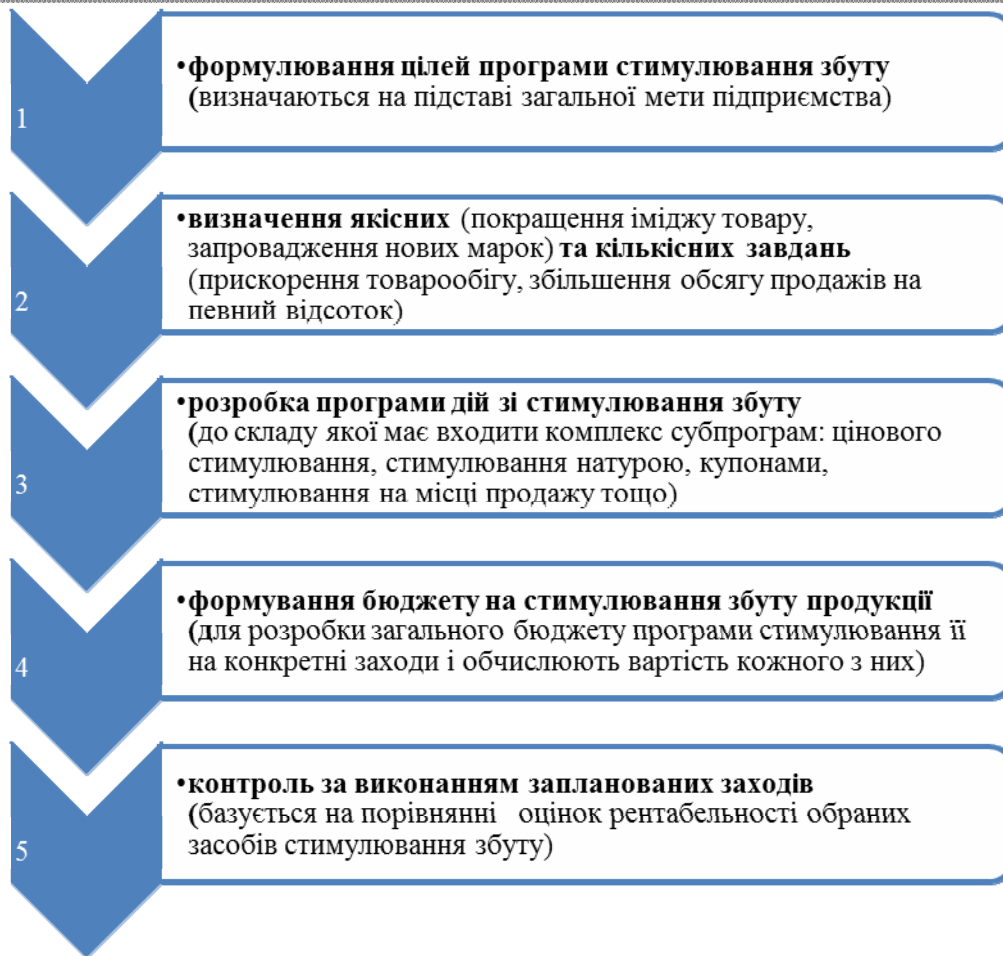 1
•формулювання цілей програми стимулювання збуту
(визначаються на підставі загальної мети підприємства)
2
•визначення якісних (покращення іміджу товару,
запровадження нових марок) та кількісних завдань
(прискорення товарообігу, збільшення обсягу продажів на
певний відсоток)
3
•розробка програми дій зі стимулювання збуту
(до складу якої має входити комплекс субпрограм: цінового
стимулювання, стимулювання натурою, купонами,
стимулювання на місці продажу тощо)
4
•формування бюджету на стимулювання збуту продукції
(для розробки загального бюджету програми стимулювання її
на конкретні заходи і обчислюють вартість кожного з них)
5
•контроль за виконанням запланованих заходів
(базується на порівнянні оцінок рентабельності обраних
засобів стимулювання збуту)